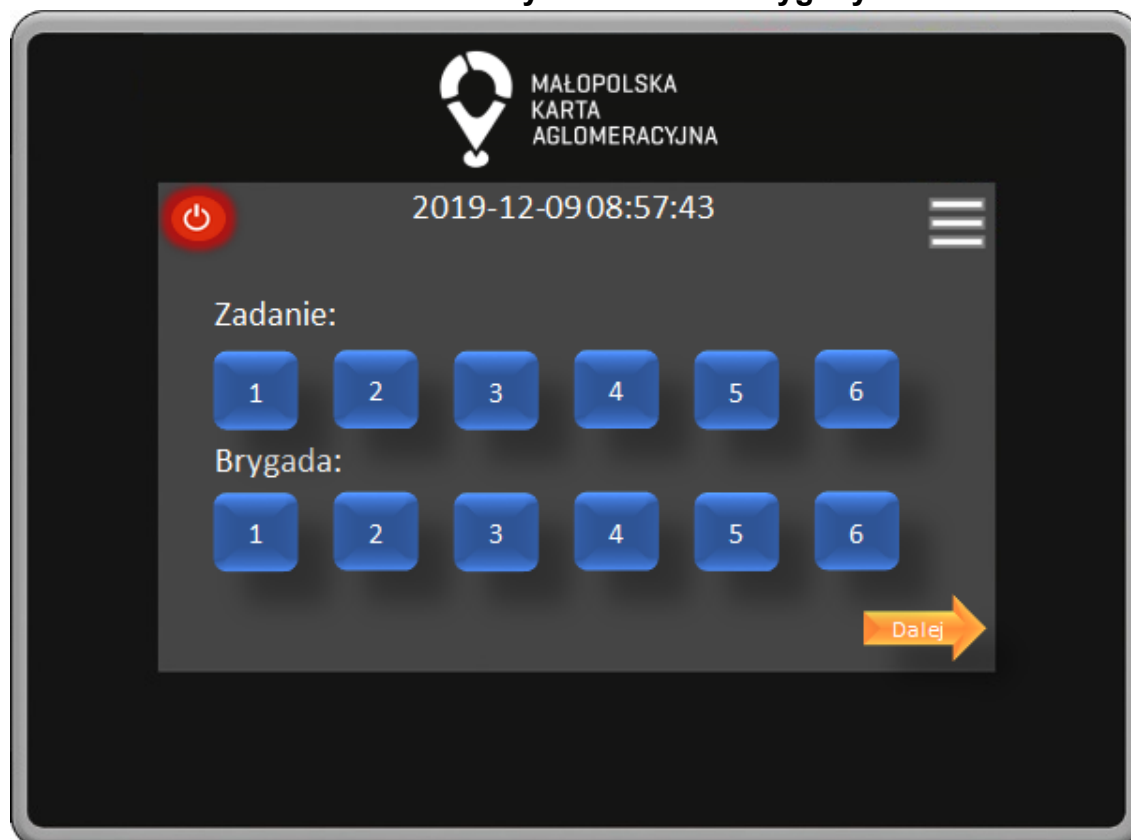 MAŁOPOLSKA
KARTA
AGLOMERACYJNA
2019-12-09 08:57:43
Zadanie:
1 2 3 4 5 6
Brygada:
1 2 3 4 5 6
Dalej